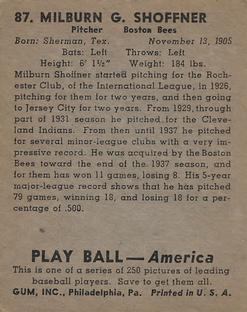 87. MILBURN G. SHOFFNER
Pitcher Boston Bees
Born: Sherman, Tex. November 13, 1905
Bats: Left Throws: Left
Height: 6' 1½" Weight: 184 lbs.
Milburn Shoffner started pitching for the Roch-
ester Club, of the International League, in 1926,
pitching for them for two years, and then going
to Jersey City for two years. From 1929, through
part of 1931 season he pitched for the Cleve-
land Indians. From then until 1937 he pitched
for several minor-league clubs with a very im-
pressive record. He was acquired by the Boston
Bees toward the end of the 1937 season, and
for them has won 11 games, losing 8. His 5-year
major-league record shows that he has pitched
79 games, winning 18, and losing 18 for a per-
centage of .500.
PLAY BALL—America
This is one of a series of 250 pictures of leading
baseball players. Save to get them all.
GUM, INC., Philadelphia, Pa. Printed in U. S. A.